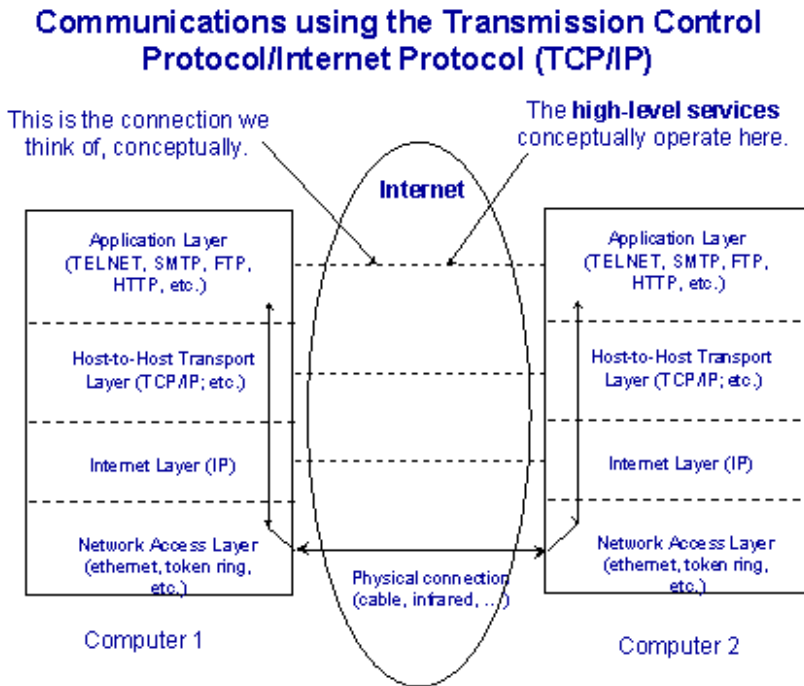 Communications using the Transmission Control
Protocol/Internet Protocol (TCP/IP)
This is the connection we
think of, conceptually.
The high-level services
conceptually operate here.
Internet
Application Layer
(TELNET, SMTP, FTP,
HTTP, etc.)
Host-to-Host Transport
Layer (TCP/IP; etc.)
Internet Layer (IP)
Network Access Layer
(ethernet, token ring,
etc.)
Computer 1
Physical connection
(cable, infrared, ...)
Application Layer
(TELNET, SMTP, FTP,
HTTP, etc.)
Host-to-Host Transport
Layer (TCP/IP; etc.)
Internet Layer (IP)
Network Access Layer
(ethernet, token ring,
etc.)
Computer 2